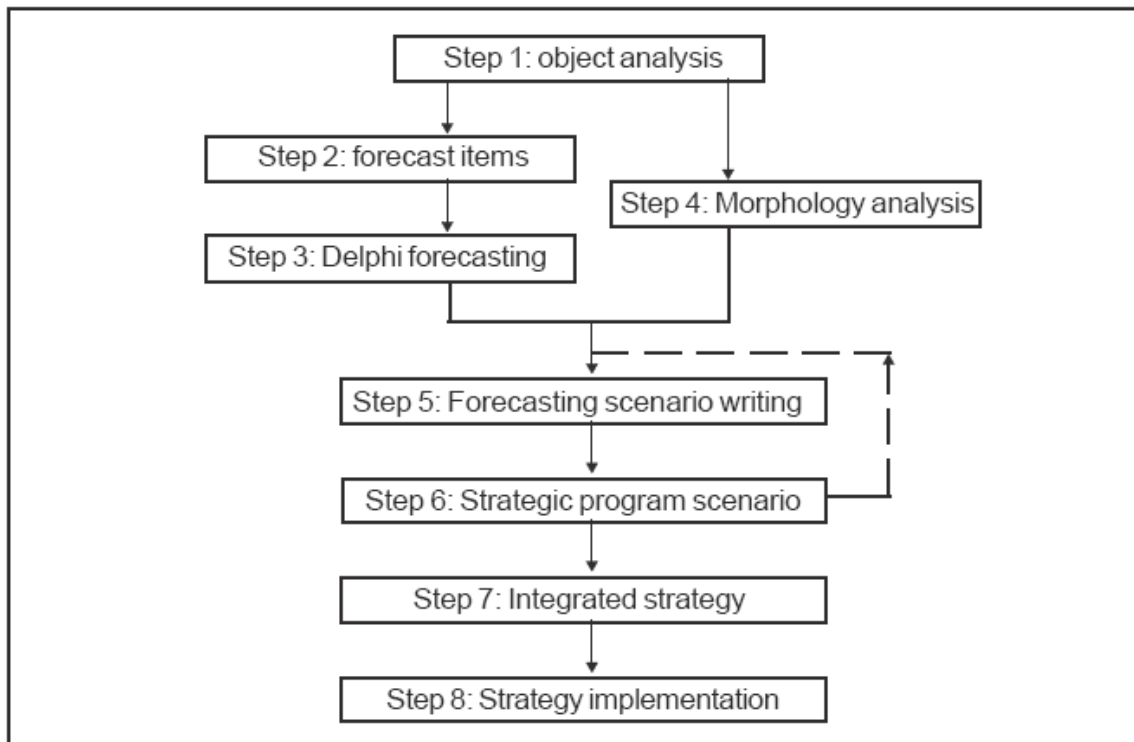 Step 1: object analysis
Step 2: forecast items
Step 4: Morphology analysis
Step 3: Delphi forecasting
Step 5: Forecasting scenario writing
Step 6: Strategic program scenario
Step 7: Integrated strategy
Step 8: Strategy implementation